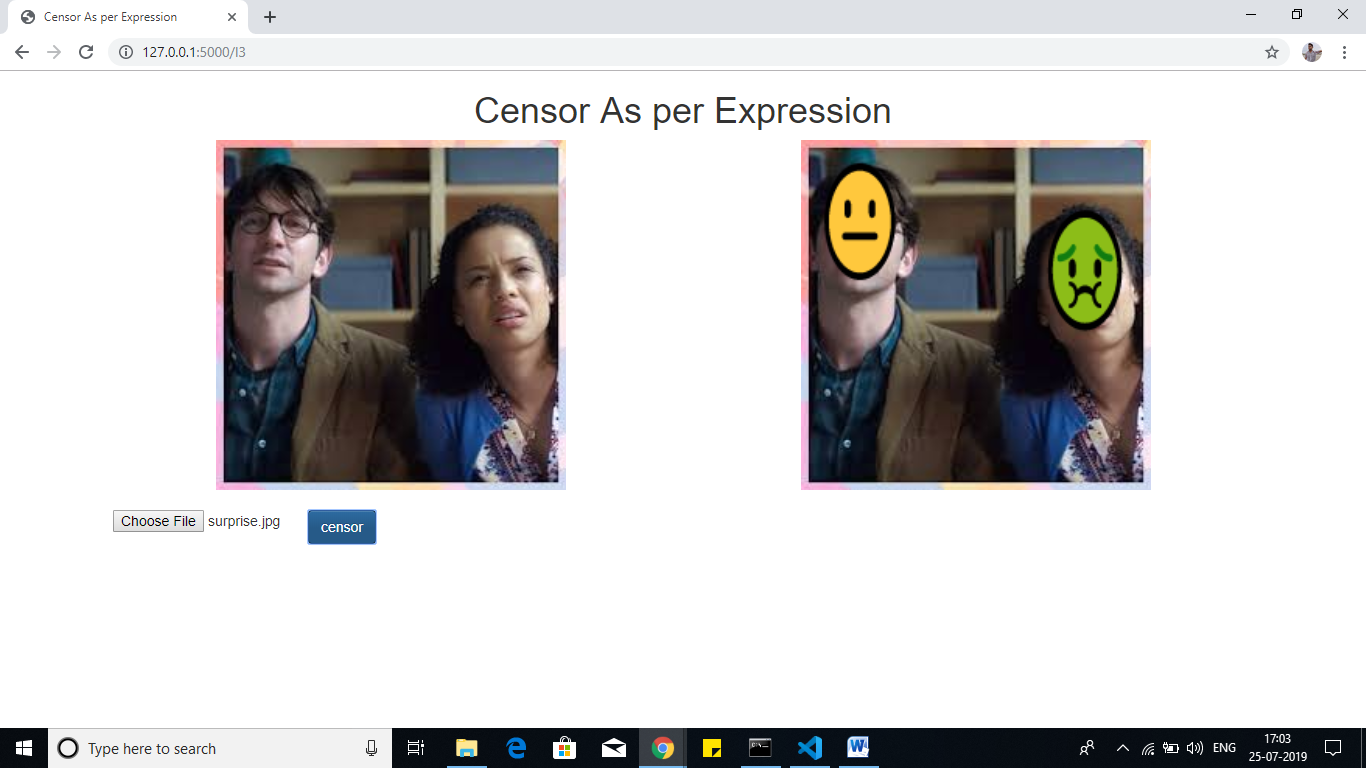 Censor As per Expression
127.0.0.1:5000/l3
Censor As per Expression
Choose File surprise.jpg
censor
Type here to search
ENG
17:03
25-07-2019